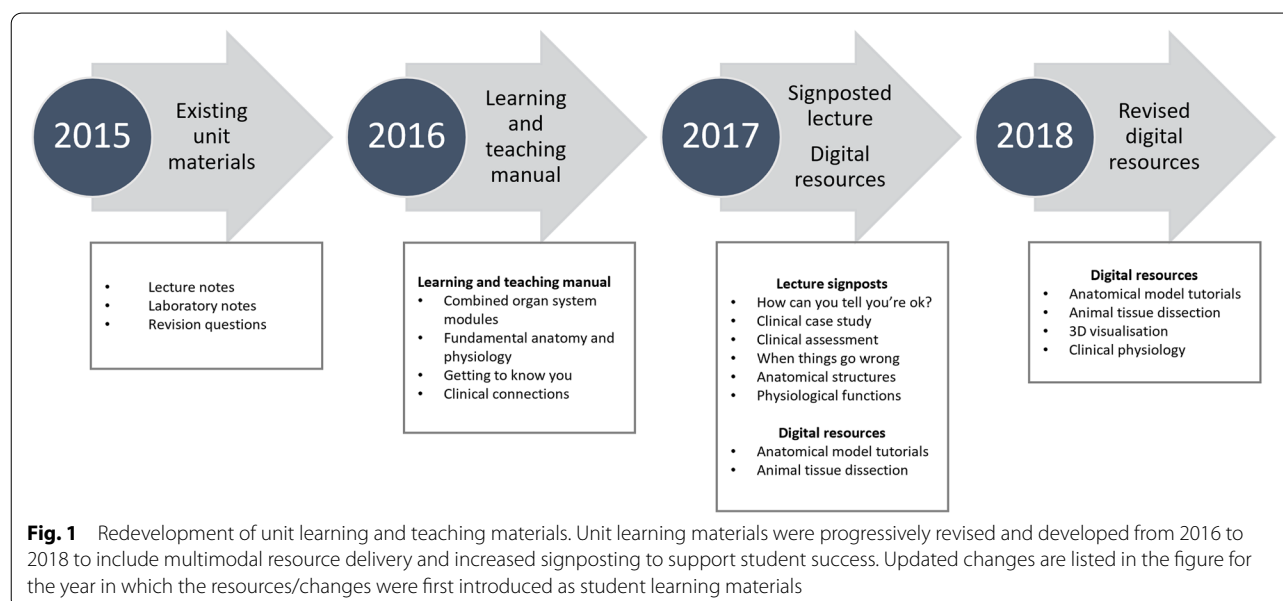 2015
Existing
unit
materials
2016
Learning
and
teaching
manual
2017
Signposted
lecture
Digital
resources
2018
Revised
digital
resources
• Lecture notes
• Laboratory notes
• Revision questions
Learning and teaching manual
• Combined organ system
modules
• Fundamental anatomy and
physiology
• Getting to know you
• Clinical connections
Lecture signposts
• How can you tell you're ok?
• Clinical case study
• Clinical assessment
• When things go wrong
• Anatomical structures
• Physiological functions
Digital resources
• Anatomical model tutorials
• Animal tissue dissection
Digital resources
• Anatomical model tutorials
• Animal tissue dissection
• 3D visualisation
• Clinical physiology
Fig. 1 Redevelopment of unit learning and teaching materials. Unit learning materials were progressively revised and developed from 2016 to
2018 to include multimodal resource delivery and increased signposting to support student success. Updated changes are listed in the figure for
the year in which the resources/changes were first introduced as student learning materials